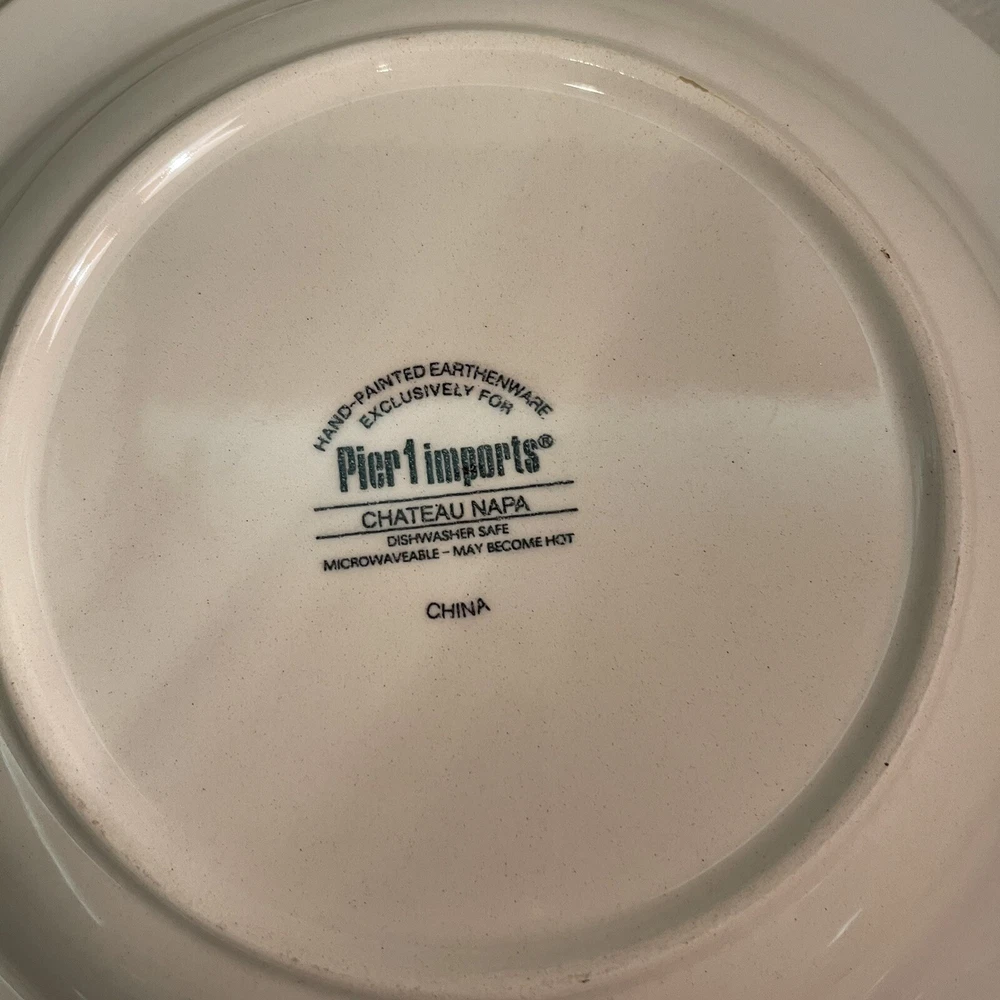 HAND-PAINTED EARTHENWARE
EXCLUSIVELY FOR
Pier 1 imports®
CHATEAU NAPA
DISHWASHER SAFE
MICROWAVEABLE – MAY BECOME HOT
CHINA